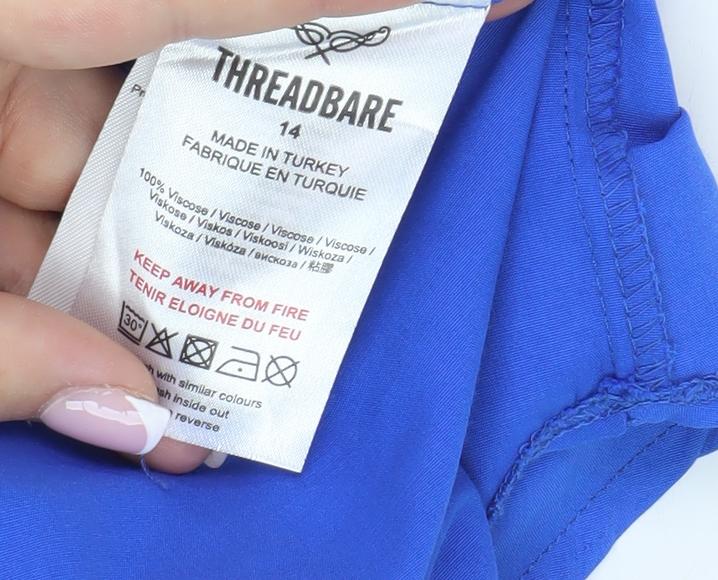 THREADBARE
14
MADE IN TURKEY
FABRIQUE EN TURQUIE
100% Viscose / Viscose / Viscose / Viscose /
Viskose / Viskos / Viskoosi / Wiskoza /
Viskoza / Viskóza / вискоза / 粘膠
KEEP AWAY FROM FIRE
TENIR ELOIGNE DU FEU
30°
with similar colours
inside out
reverse